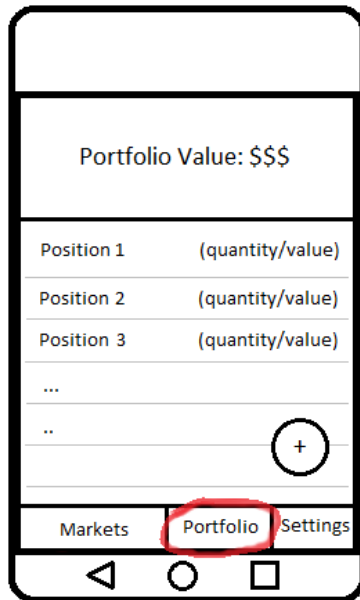 Portfolio Value: $$$
Position 1 (quantity/value)
Position 2 (quantity/value)
Position 3 (quantity/value)
...
..
+
Markets Portfolio Settings